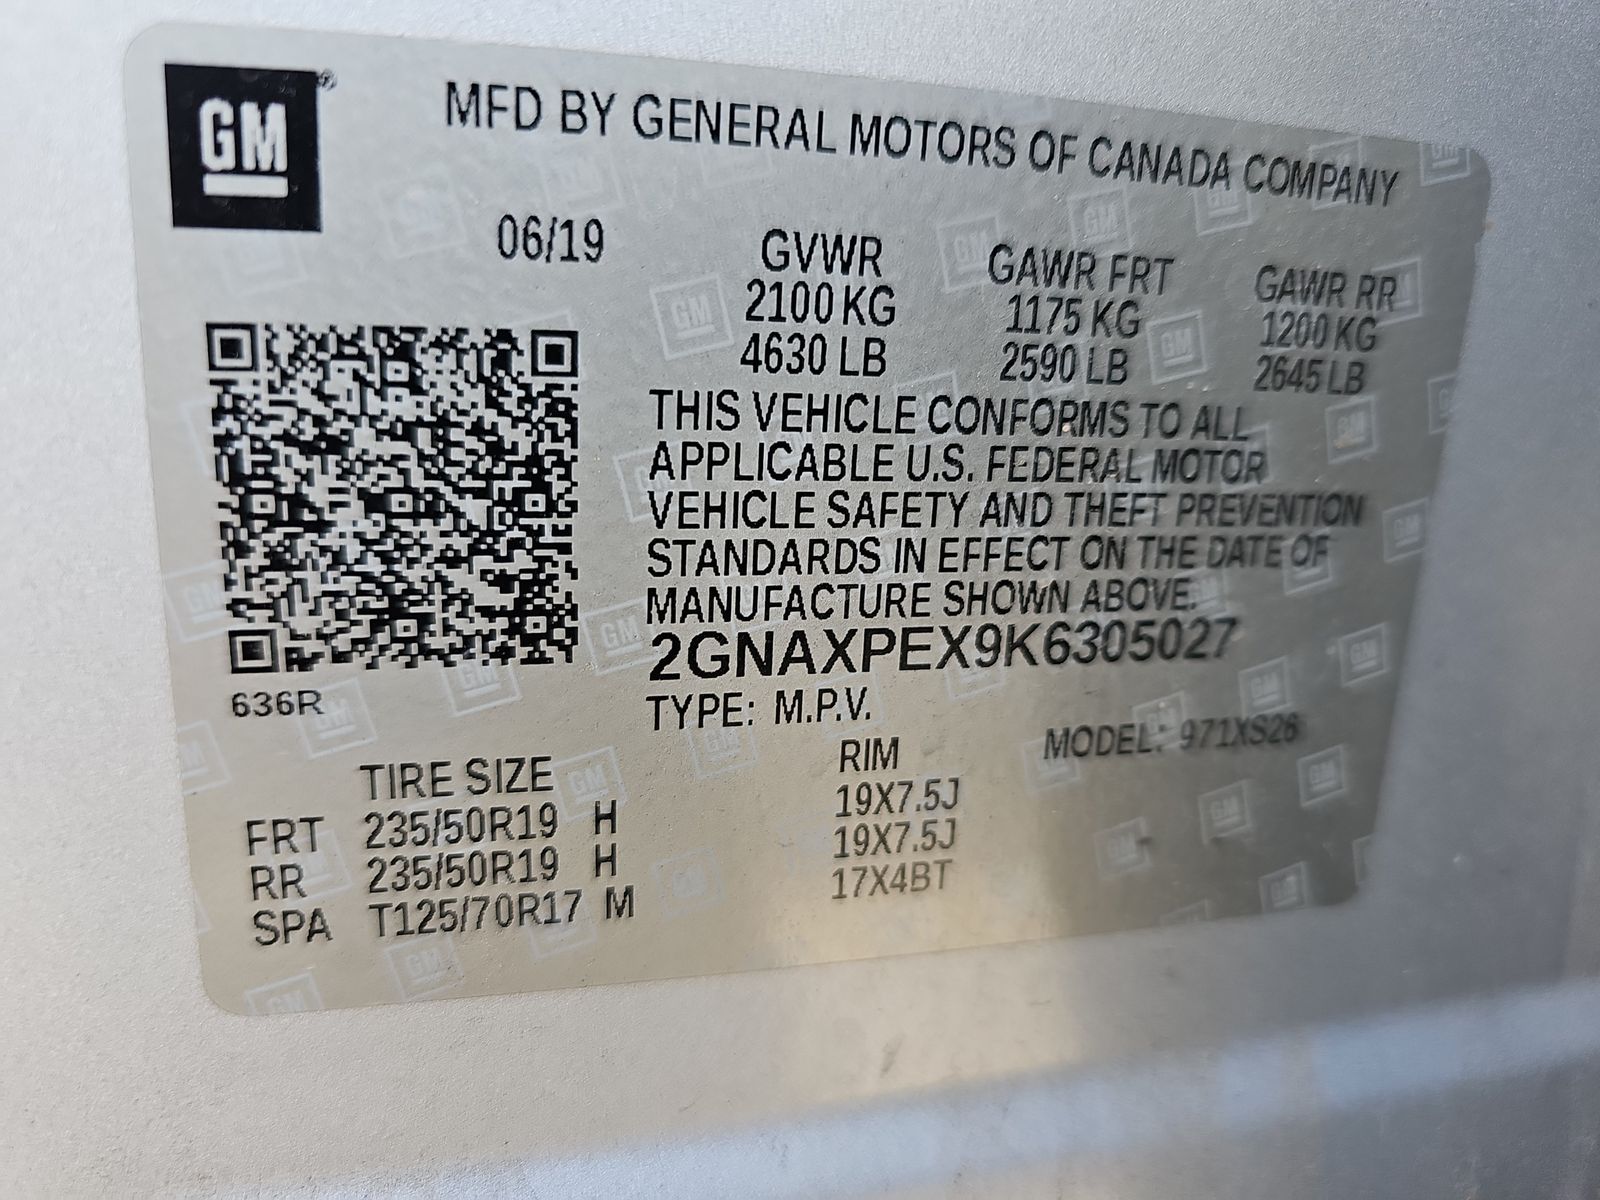 GM®
MFD BY GENERAL MOTORS OF CANADA COMPANY
06/19
GVWR GAWR FRT GAWR RR
2100 KG 1175 KG 1200 KG
4630 LB 2590 LB 2645 LB
THIS VEHICLE CONFORMS TO ALL
APPLICABLE U.S. FEDERAL MOTOR
VEHICLE SAFETY AND THEFT PREVENTION
STANDARDS IN EFFECT ON THE DATE OF
MANUFACTURE SHOWN ABOVE.
2GNAXPEX9K6305027
636R
TYPE: M.P.V. MODEL: 971XS26
TIRE SIZE RIM
FRT 235/50R19 H 19X7.5J
RR 235/50R19 H 19X7.5J
SPA T125/70R17 M 17X4BT